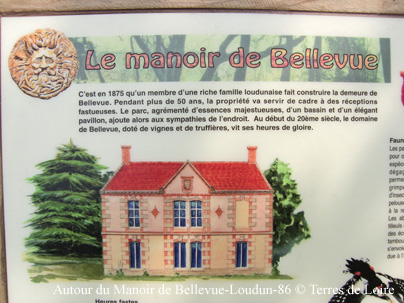 Le manoir de Bellevue
C'est en 1875 qu'un membre d'une riche famille loudunaise fait construire la demeure de
Bellevue. Pendant plus de 50 ans, la propriété va servir de cadre à des réceptions
fastueuses. Le parc, agrémenté d'essences majestueuses, d'un bassin et d'un élégant
pavillon, ajoute alors aux sympathies de l'endroit. Au début du 20ème siècle, le domaine
de Bellevue, doté de vignes et de truffières, vit ses heures de gloire.
Heures fastes
Autour du Manoir de Bellevue-Loudun-86 © Terres de Loire